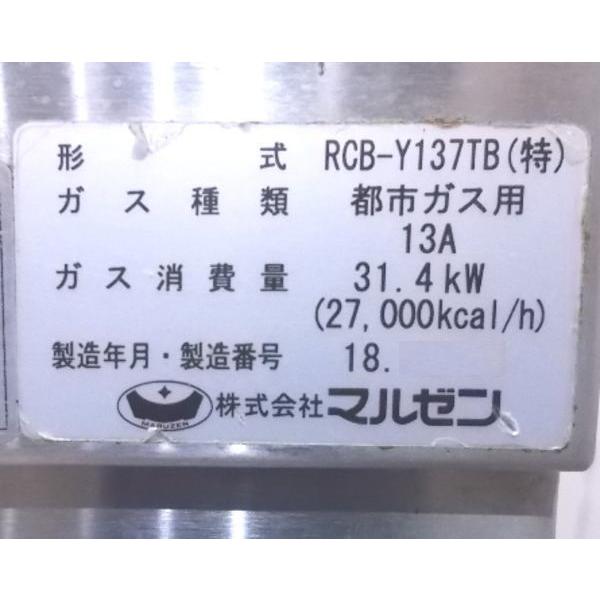 形 式 RCB-Y137TB(特)
ガス種類 都市ガス用
13A
ガス消費量 31.4kW
(27,000kcal/h)
製造年月・製造番号 18.
MARUZEN 株式会社 マルゼン